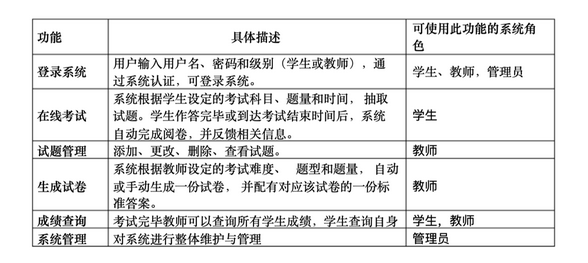 功能
具体描述
可使用此功能的系统角
色
登录系统
用户输入用户名、密码和级别（学生或教师），通
过系统认证，可登录系统。
学生、教师，管理员
在线考试
系统根据学生设定的考试科目、题量和时间， 抽取
试题。学生作答完毕或到达考试结束时间后，系统
自动完成阅卷，并反馈相关信息。
学生
试题管理
添加、更改、删除、查看试题。
教师
生成试卷
系统根据教师设定的考试难度、 题型和题量， 自动
或手动生成一份试卷， 并配有对应该试卷的一份标
准答案。
教师
成绩查询
考试完毕教师可以查询所有学生成绩，学生查询自身
学生，教师
系统管理
对系统进行整体维护与管理
管理员